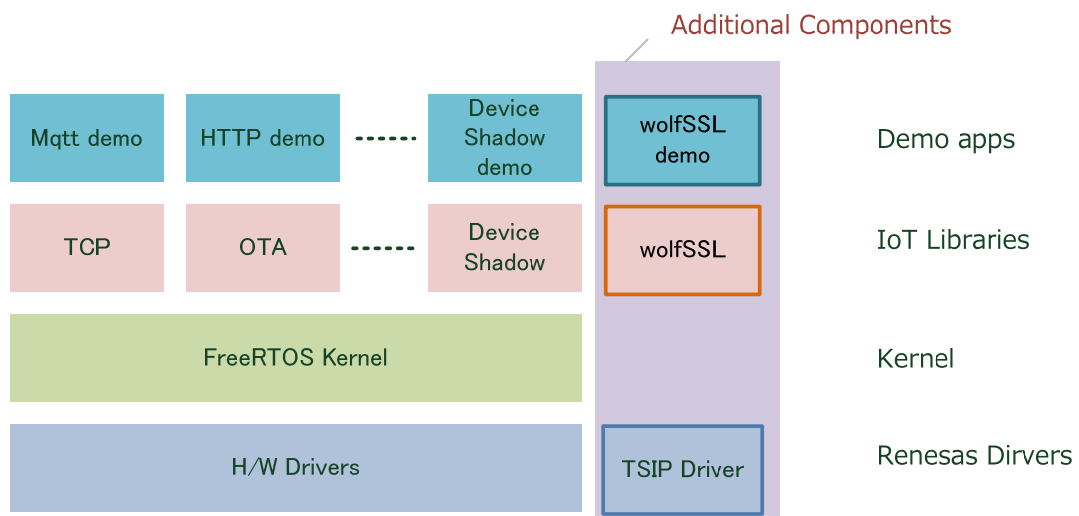 Additional Components
Mqtt demo
HTTP demo
Device
Shadow
demo
wolfSSL
demo
Demo apps
TCP
OTA
Device
Shadow
wolfSSL
IoT Libraries
FreeRTOS Kernel
Kernel
H/W Drivers
TSIP Driver
Renesas Dirvers